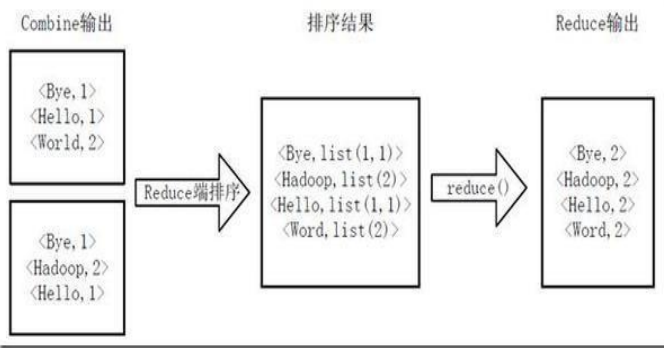 Combine输出
<Bye,1>
<Hello,1>
<World,2>
<Bye,1>
<Hadoop,2>
<Hello,1>
Reduce端排序
排序结果
<Bye,list(1,1)>
<Hadoop,list(2)>
<Hello,list(1,1)>
<Word,list(2)>
reduce()
Reduce输出
<Bye,2>
<Hadoop,2>
<Hello,2>
<Word,2>